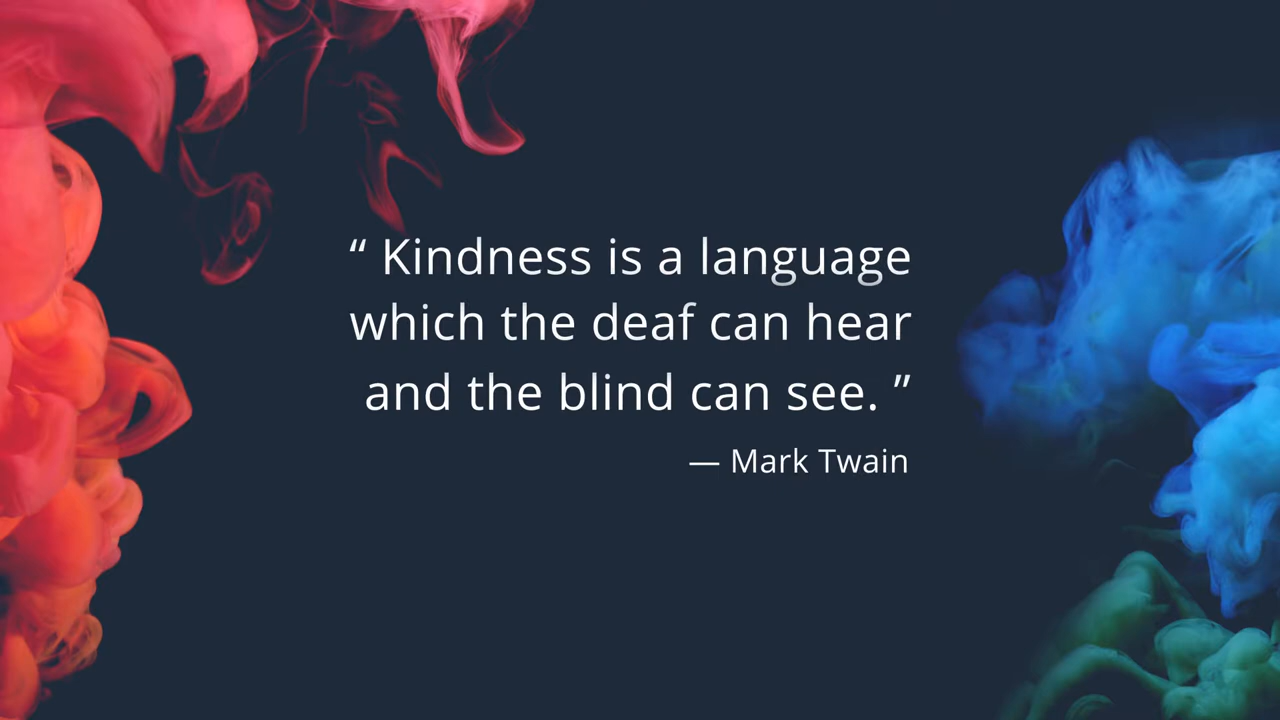 “ Kindness is a language
which the deaf can hear
and the blind can see. ”
— Mark Twain